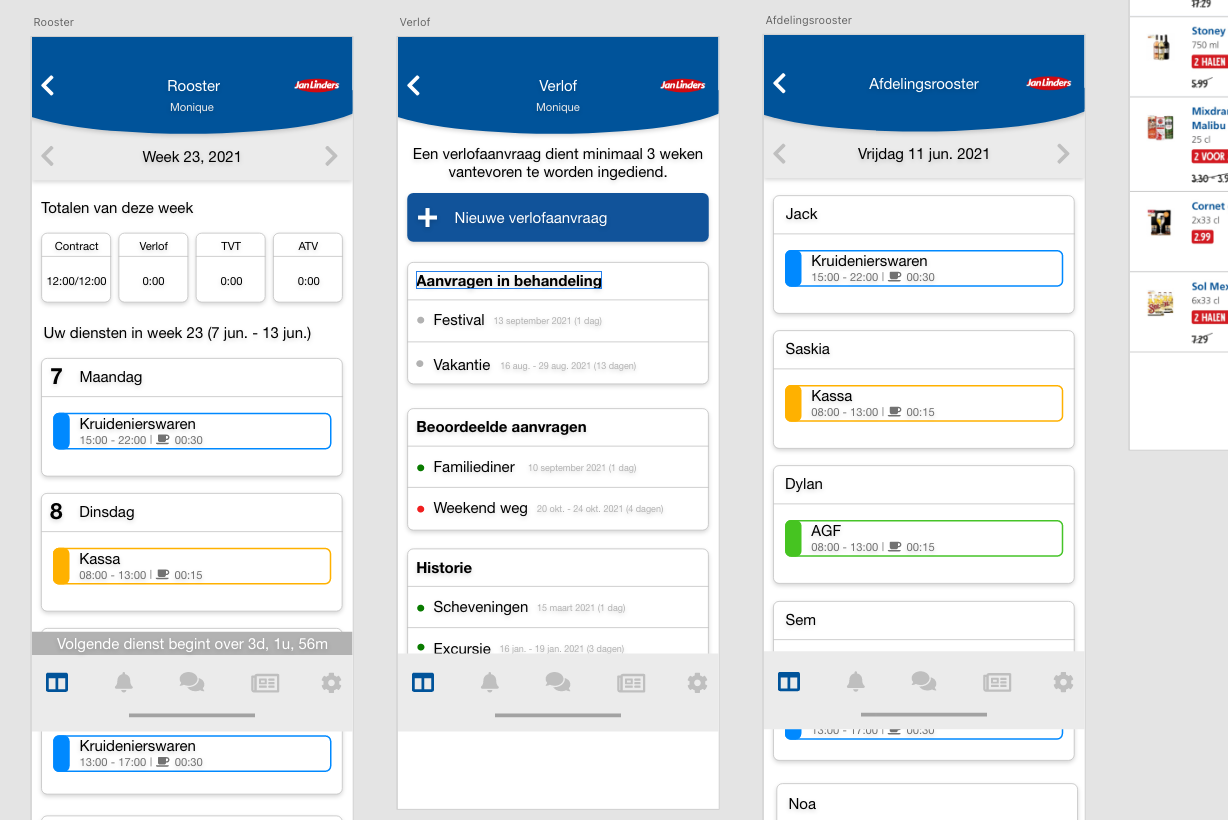 Rooster
Rooster
JanLinders
Monique
Week 23, 2021
Totalen van deze week
Contract
Verlof
TVT
ATV
12:00/12:00
0:00
0:00
0:00
Uw diensten in week 23 (7 jun. - 13 jun.)
7 Maandag
Kruidenierswaren
15:00 - 22:00 | 00:30
8 Dinsdag
Kassa
08:00 - 13:00 | 00:15
Volgende dienst begint over 3d, 1u, 56m
Kruidenierswaren
13:00 - 17:00 | 00:30
Verlof
Verlof
JanLinders
Monique
Een verlofaanvraag dient minimaal 3 weken
vantevoren te worden ingediend.
Nieuwe verlofaanvraag
Aanvragen in behandeling
Festival 13 september 2021 (1 dag)
Vakantie 16 aug. - 29 aug. 2021 (13 dagen)
Beoordeelde aanvragen
Familiediner 10 september 2021 (1 dag)
Weekend weg 20 okt. - 24 okt. 2021 (4 dagen)
Historie
Scheveningen 15 maart 2021 (1 dag)
Excursie 16 jan. - 19 jan. 2021 (3 dagen)
Afdelingsrooster
Afdelingsrooster
JanLinders
Vrijdag 11 jun. 2021
Jack
Kruidenierswaren
15:00 - 22:00 | 00:30
Saskia
Kassa
08:00 - 13:00 | 00:15
Dylan
AGF
08:00 - 13:00 | 00:15
Sem
13:00 - 17:00 | 00:30
Noa
17.29
Stoney
750 ml
2 HALEN
5.99
Mixdra
Malibu
25 cl
2 VOOR
3.30 - 3.9
Cornet
2x33 cl
2.99
Sol Mex
6x33 cl
2 HALEN
7.29